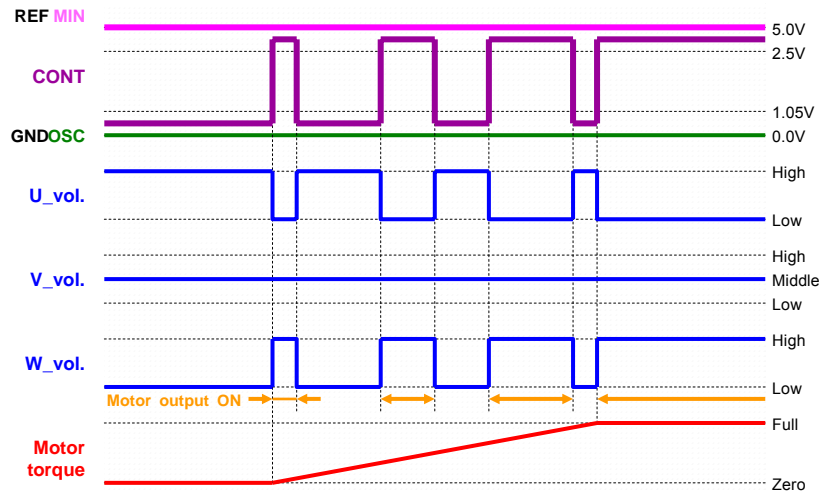 REF MIN
5.0V
2.5V
CONT
1.05V
GNDOSC
0.0V
High
U_vol.
Low
High
V_vol.
Middle
Low
High
W_vol.
Low
Motor output ON
Full
Motor
torque
Zero